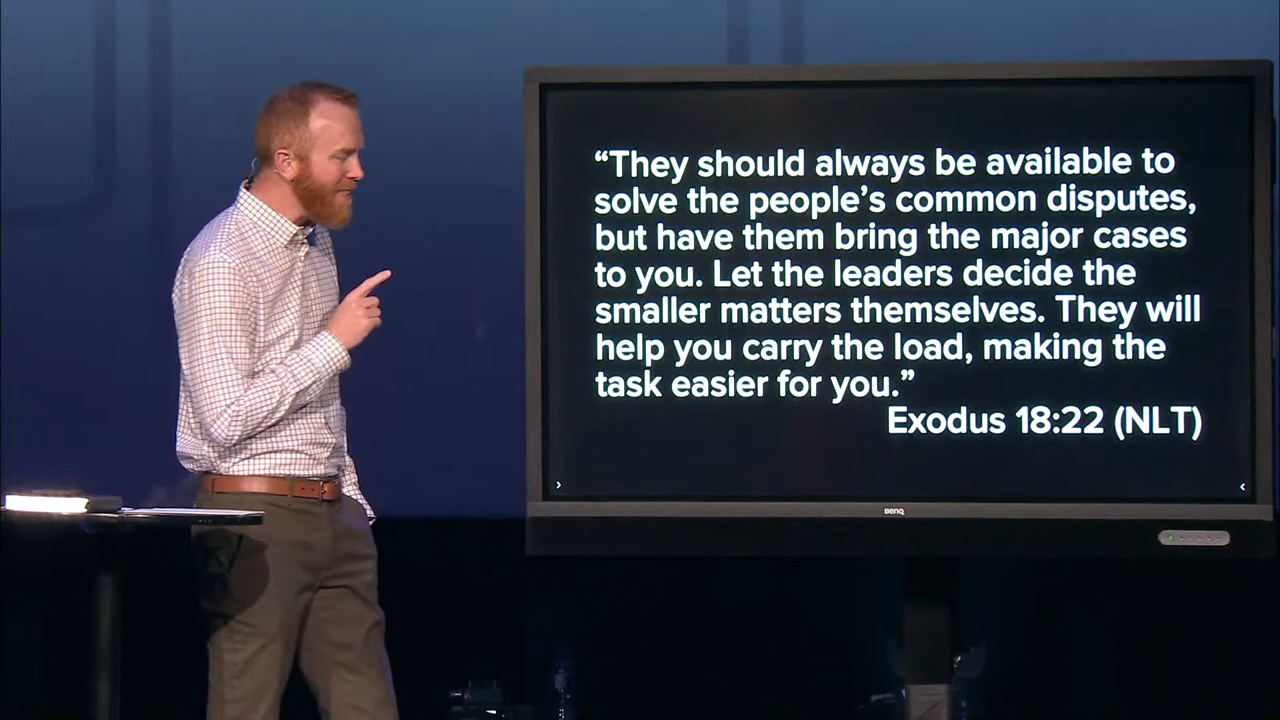 “They should always be available to
solve the people’s common disputes,
but have them bring the major cases
to you. Let the leaders decide the
smaller matters themselves. They will
help you carry the load, making the
task easier for you.”
Exodus 18:22 (NLT)
BenQ